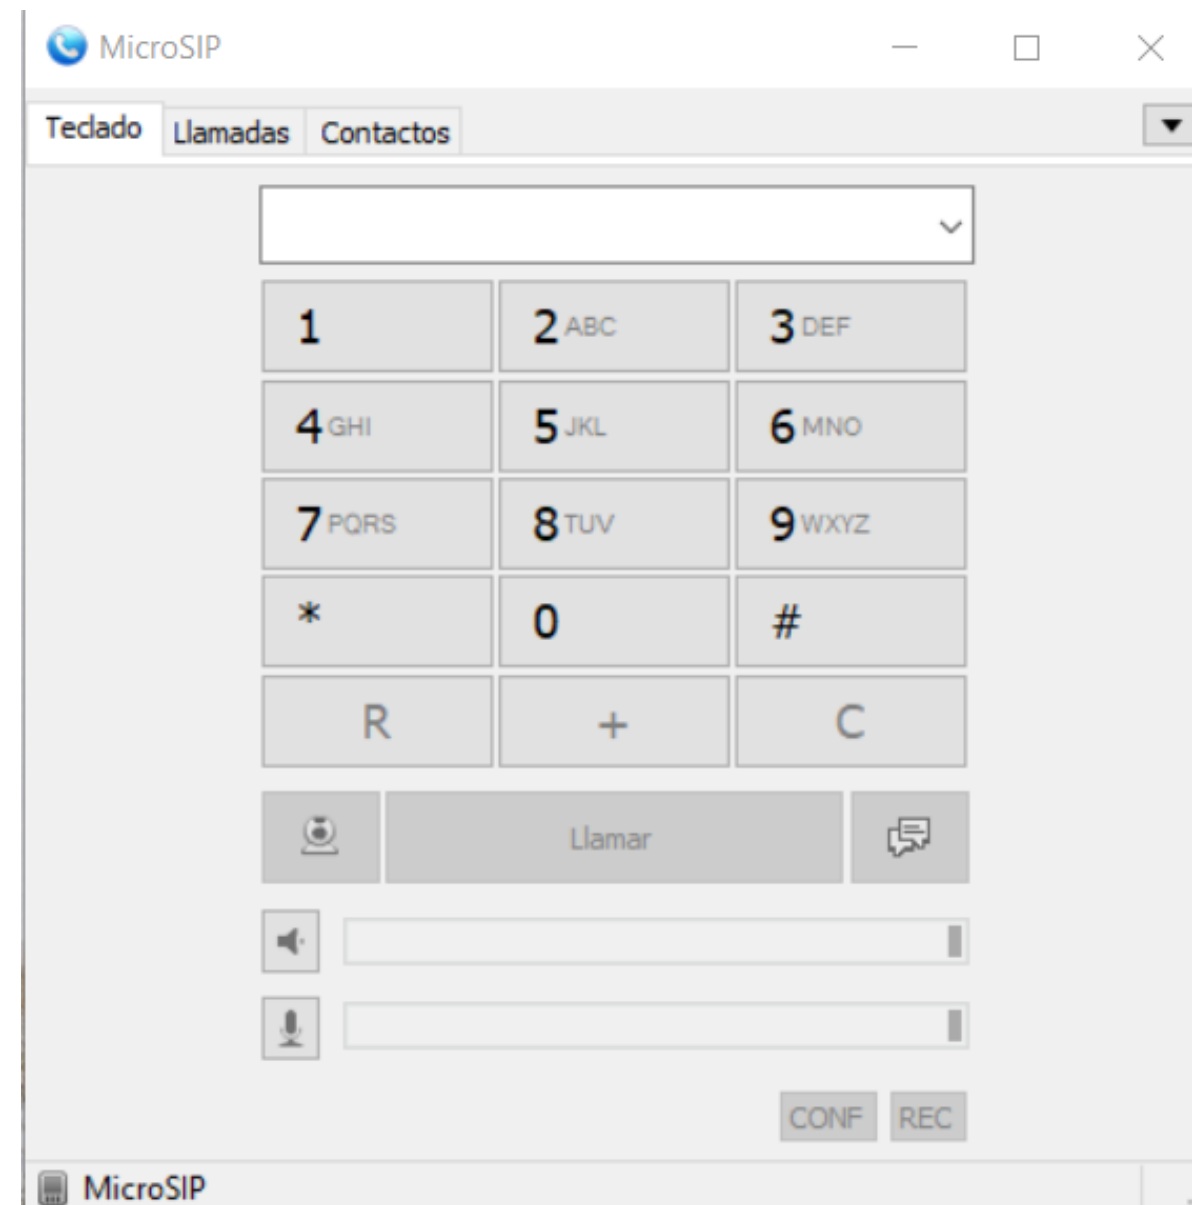 MicroSIP
Teclado Llamadas Contactos
1 2 ABC 3 DEF
4 GHI 5 JKL 6 MNO
7 PQRS 8 TUV 9 WXYZ
* 0 #
R + C
Llamar
CONF REC
MicroSIP